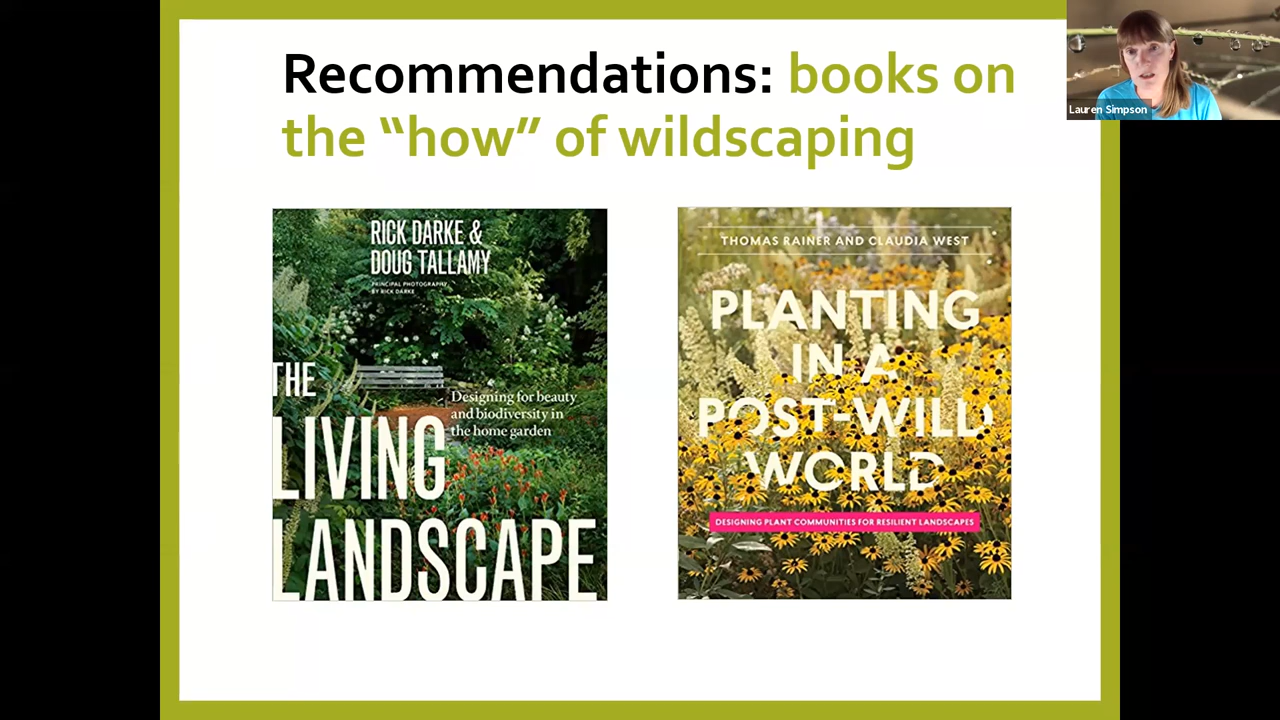 Recommendations: books on
the “how” of wildscaping
Lauren Simpson
RICK DARKE &
DOUG TALLAMY
PRINCIPAL PHOTOGRAPHY
BY RICK DARKE
THE
LIVING
LANDSCAPE
Designing for beauty
and biodiversity in
the home garden
THOMAS RAINER AND CLAUDIA WEST
PLANTING
IN A
POST-WILD
WORLD
DESIGNING PLANT COMMUNITIES FOR RESILIENT LANDSCAPES